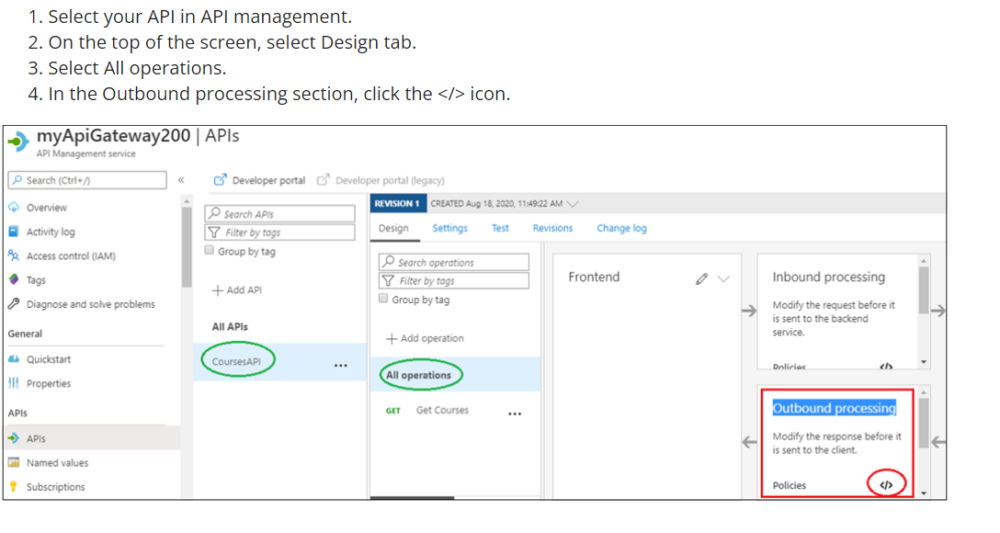 1. Select your API in API management.
2. On the top of the screen, select Design tab.
3. Select All operations.
4. In the Outbound processing section, click the </> icon.
myApiGateway200 | APIs
API Management service
Search (Ctrl+/)
«
Developer portal
Developer portal (legacy)
Overview
Activity log
Access control (IAM)
Tags
Diagnose and solve problems
General
Quickstart
Properties
APIs
APIs
Named values
Subscriptions
Search APIs
Filter by tags
Group by tag
+ Add API
All APIs
CoursesAPI
...
REVISION 1 CREATED Aug 18, 2020, 11:49:22 AM
Design Settings Test Revisions Change log
Search operations
Filter by tags
Group by tag
+ Add operation
All operations
GET Get Courses ...
Frontend
Inbound processing
Modify the request before it
is sent to the backend
service.
Policies </>
Outbound processing
Modify the response before it
is sent to the client.
Policies </>